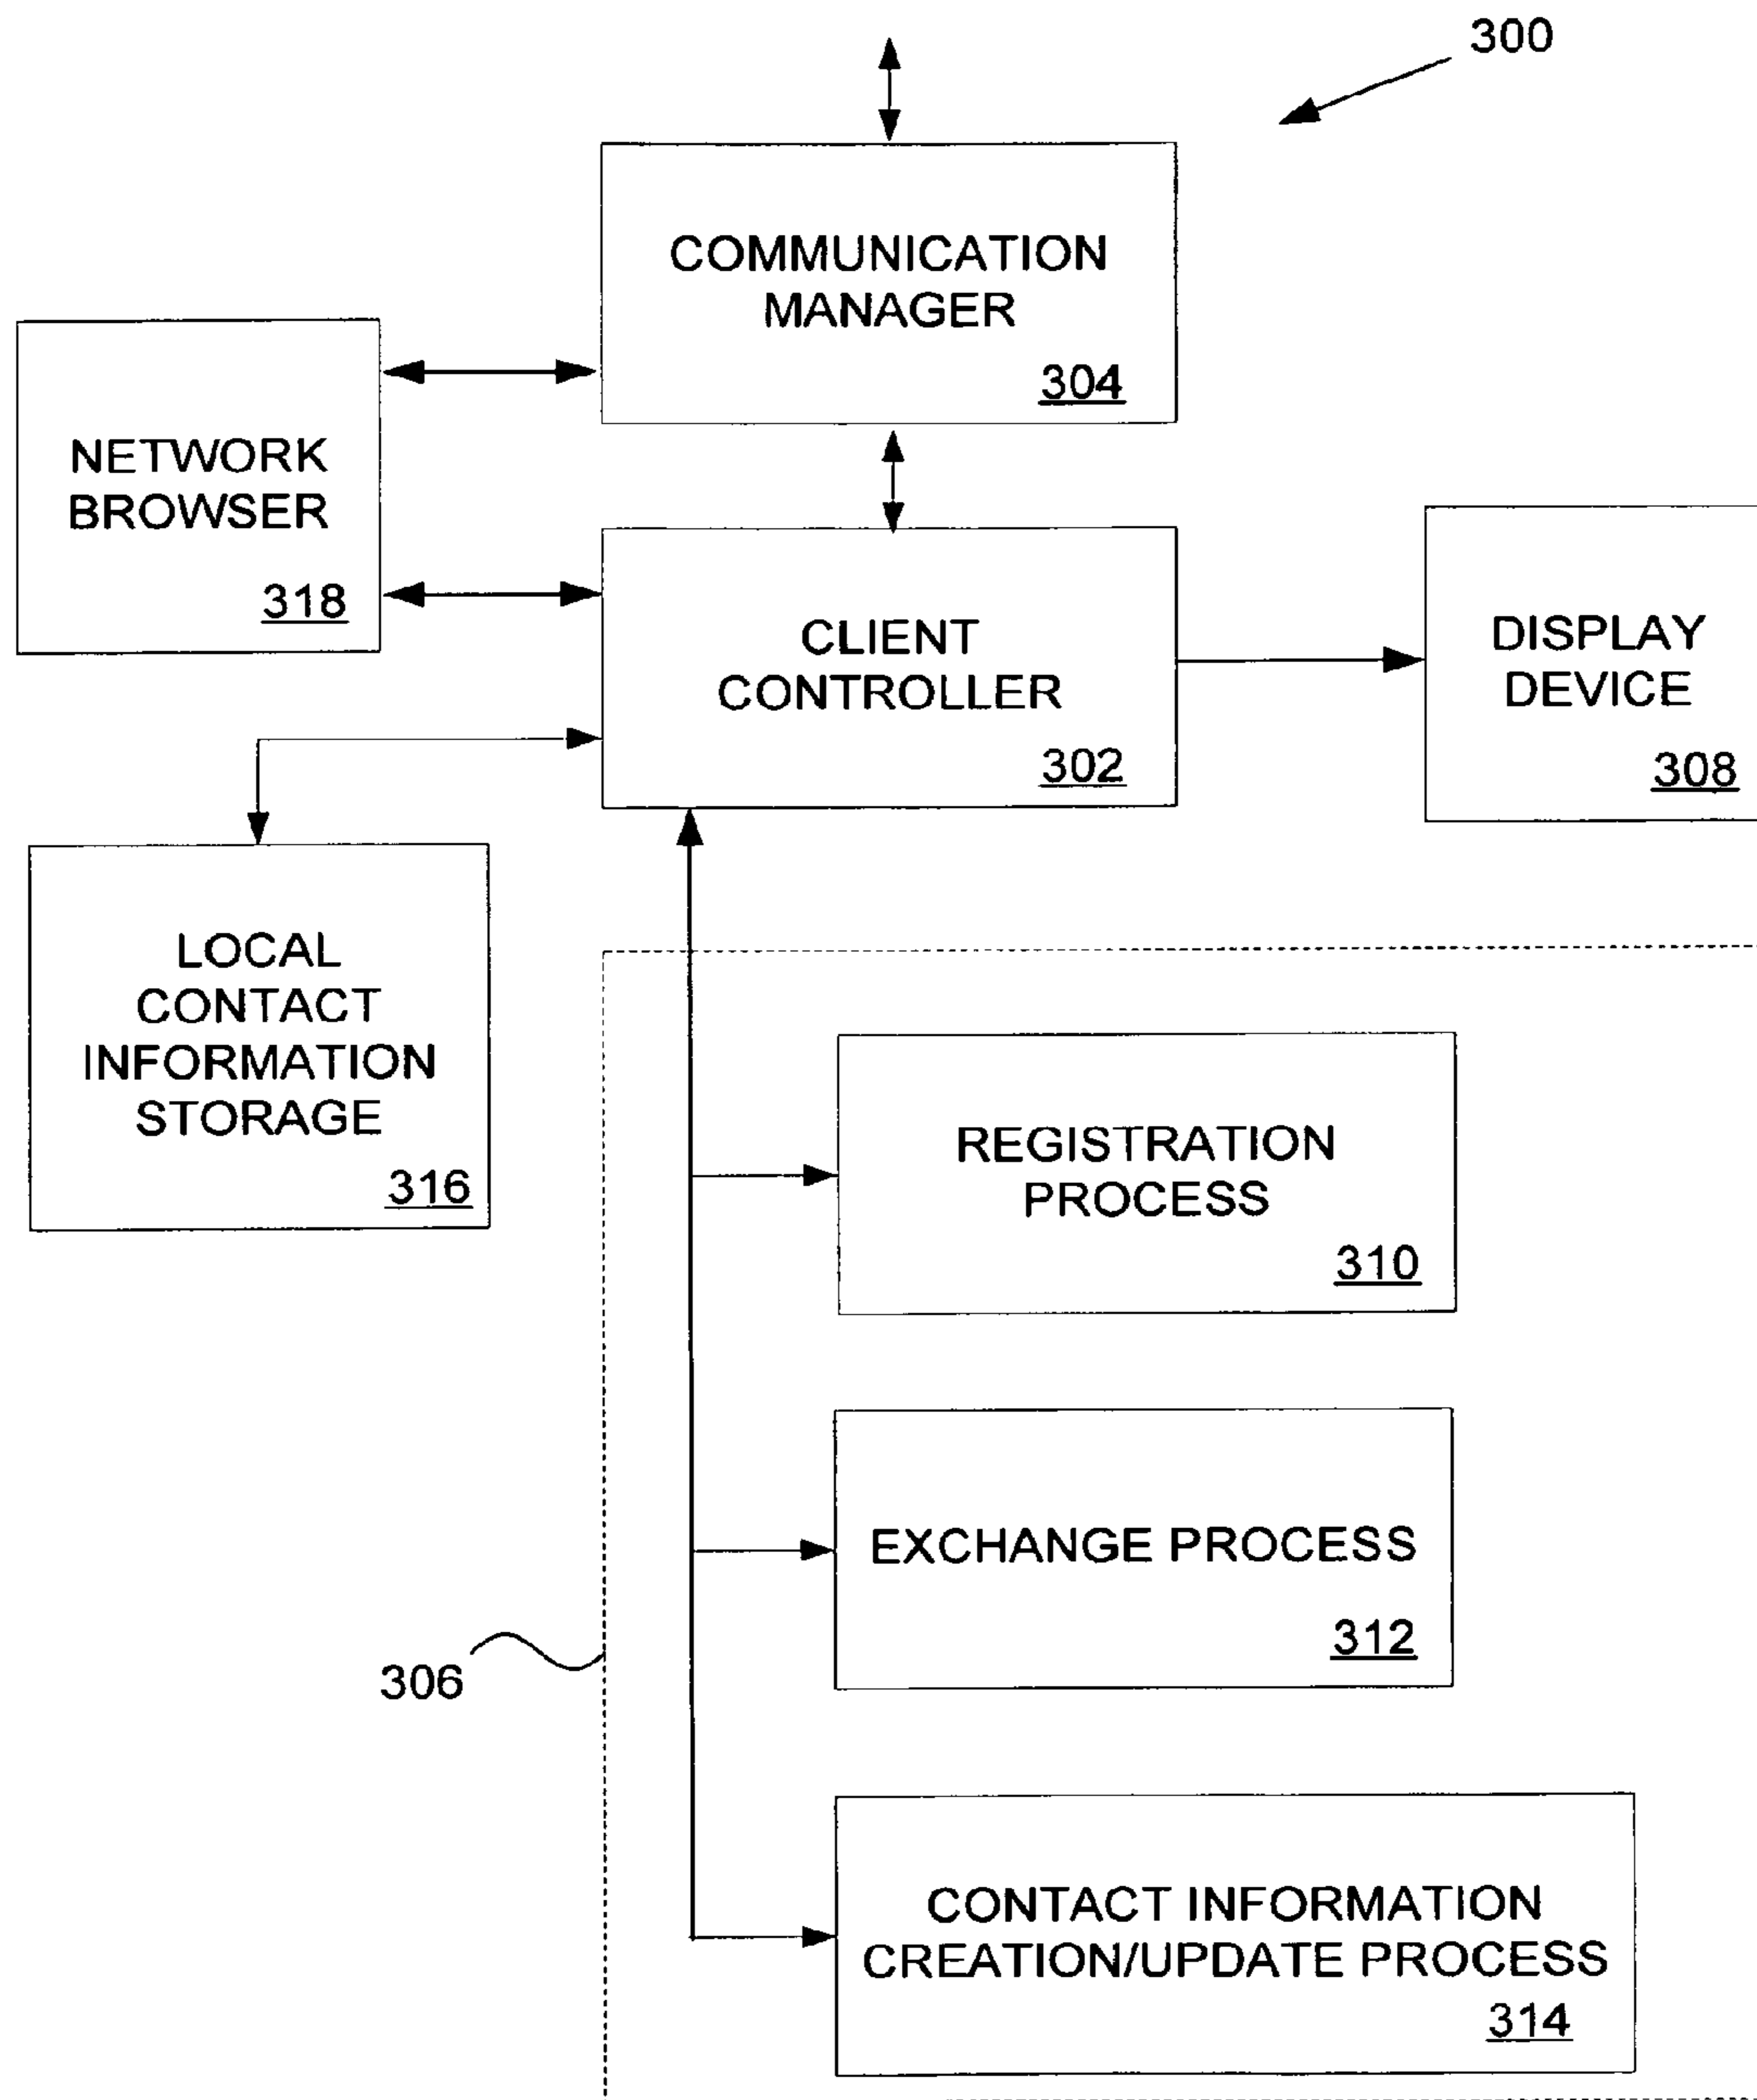 300
COMMUNICATION
MANAGER
304
NETWORK
BROWSER
318
CLIENT
CONTROLLER
302
DISPLAY
DEVICE
308
LOCAL
CONTACT
INFORMATION
STORAGE
316
REGISTRATION
PROCESS
310
EXCHANGE PROCESS
312
306
CONTACT INFORMATION
CREATION/UPDATE PROCESS
314